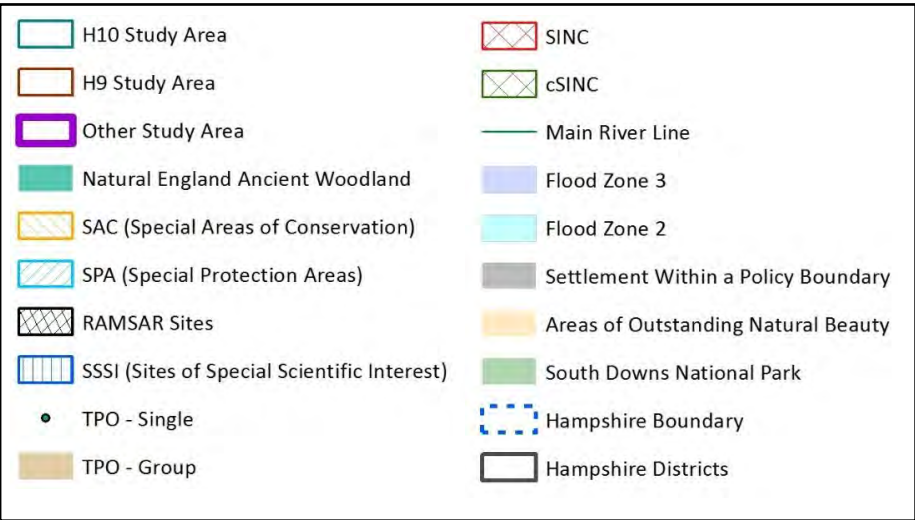 H10 Study Area
H9 Study Area
Other Study Area
Natural England Ancient Woodland
SAC (Special Areas of Conservation)
SPA (Special Protection Areas)
RAMSAR Sites
SSSI (Sites of Special Scientific Interest)
TPO - Single
TPO - Group
SINC
cSINC
Main River Line
Flood Zone 3
Flood Zone 2
Settlement Within a Policy Boundary
Areas of Outstanding Natural Beauty
South Downs National Park
Hampshire Boundary
Hampshire Districts